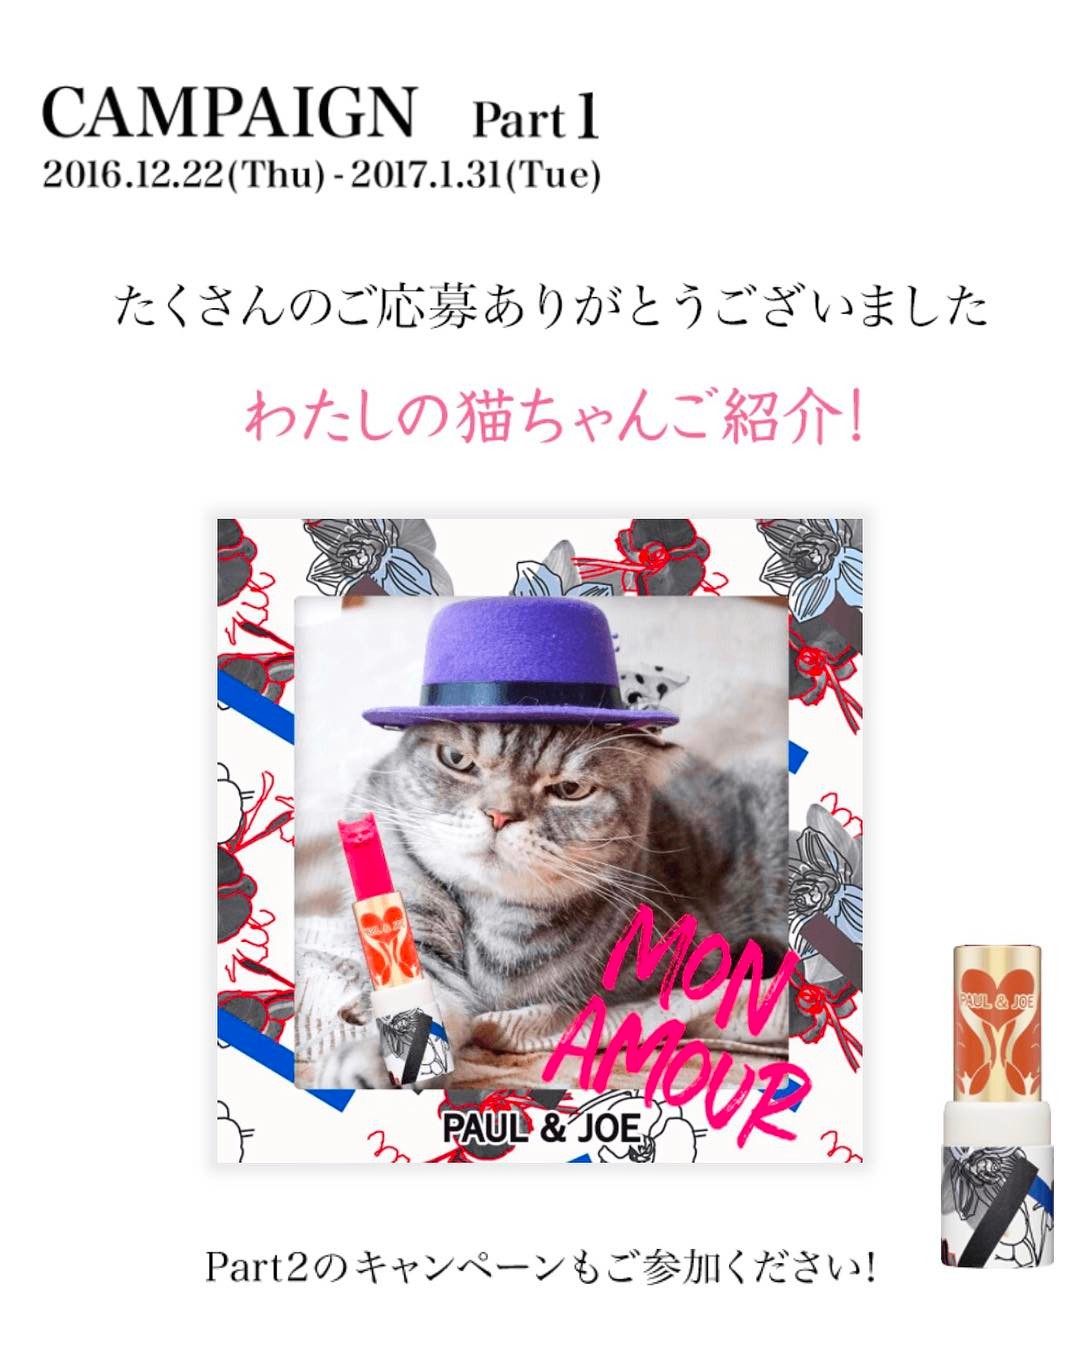 CAMPAIGN Part 1
2016.12.22(Thu) - 2017.1.31(Tue)
たくさんのご応募ありがとうございました
わたしの猫ちゃんご紹介!
PAUL & JOE
MON
AMOUR
PAUL & JOE
PAUL & JOE
Part2のキャンペーンもご参加ください!